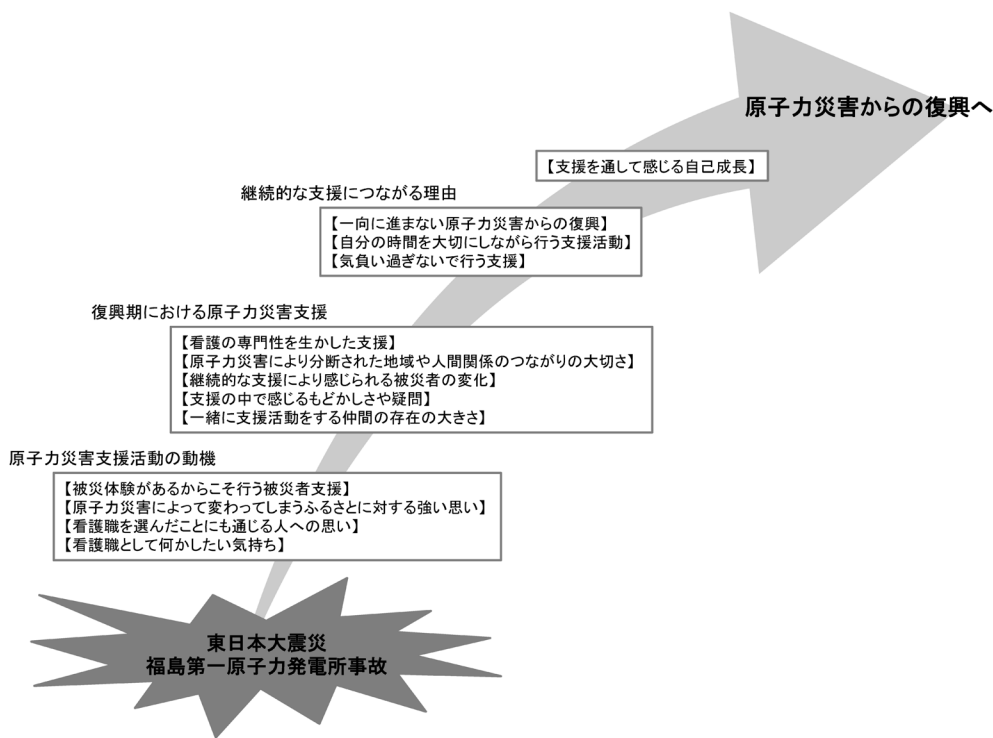 原子力災害からの復興へ
【支援を通して感じる自己成長】
継続的な支援につながる理由
【一向に進まない原子力災害からの復興】
【自分の時間を大切にしながら行う支援活動】
【気負い過ぎないで行う支援】
復興期における原子力災害支援
【看護の専門性を生かした支援】
【原子力災害により分断された地域や人間関係のつながりの大切さ】
【継続的な支援により感じられる被災者の変化】
【支援の中で感じるもどかしさや疑問】
【一緒に支援活動をする仲間の存在の大きさ】
原子力災害支援活動の動機
【被災体験があるからこそ行う被災者支援】
【原子力災害によって変わってしまうふるさとに対する強い思い】
【看護職を選んだことにも通じる人への思い】
【看護職として何かしたい気持ち】
東日本大震災
福島第一原子力発電所事故